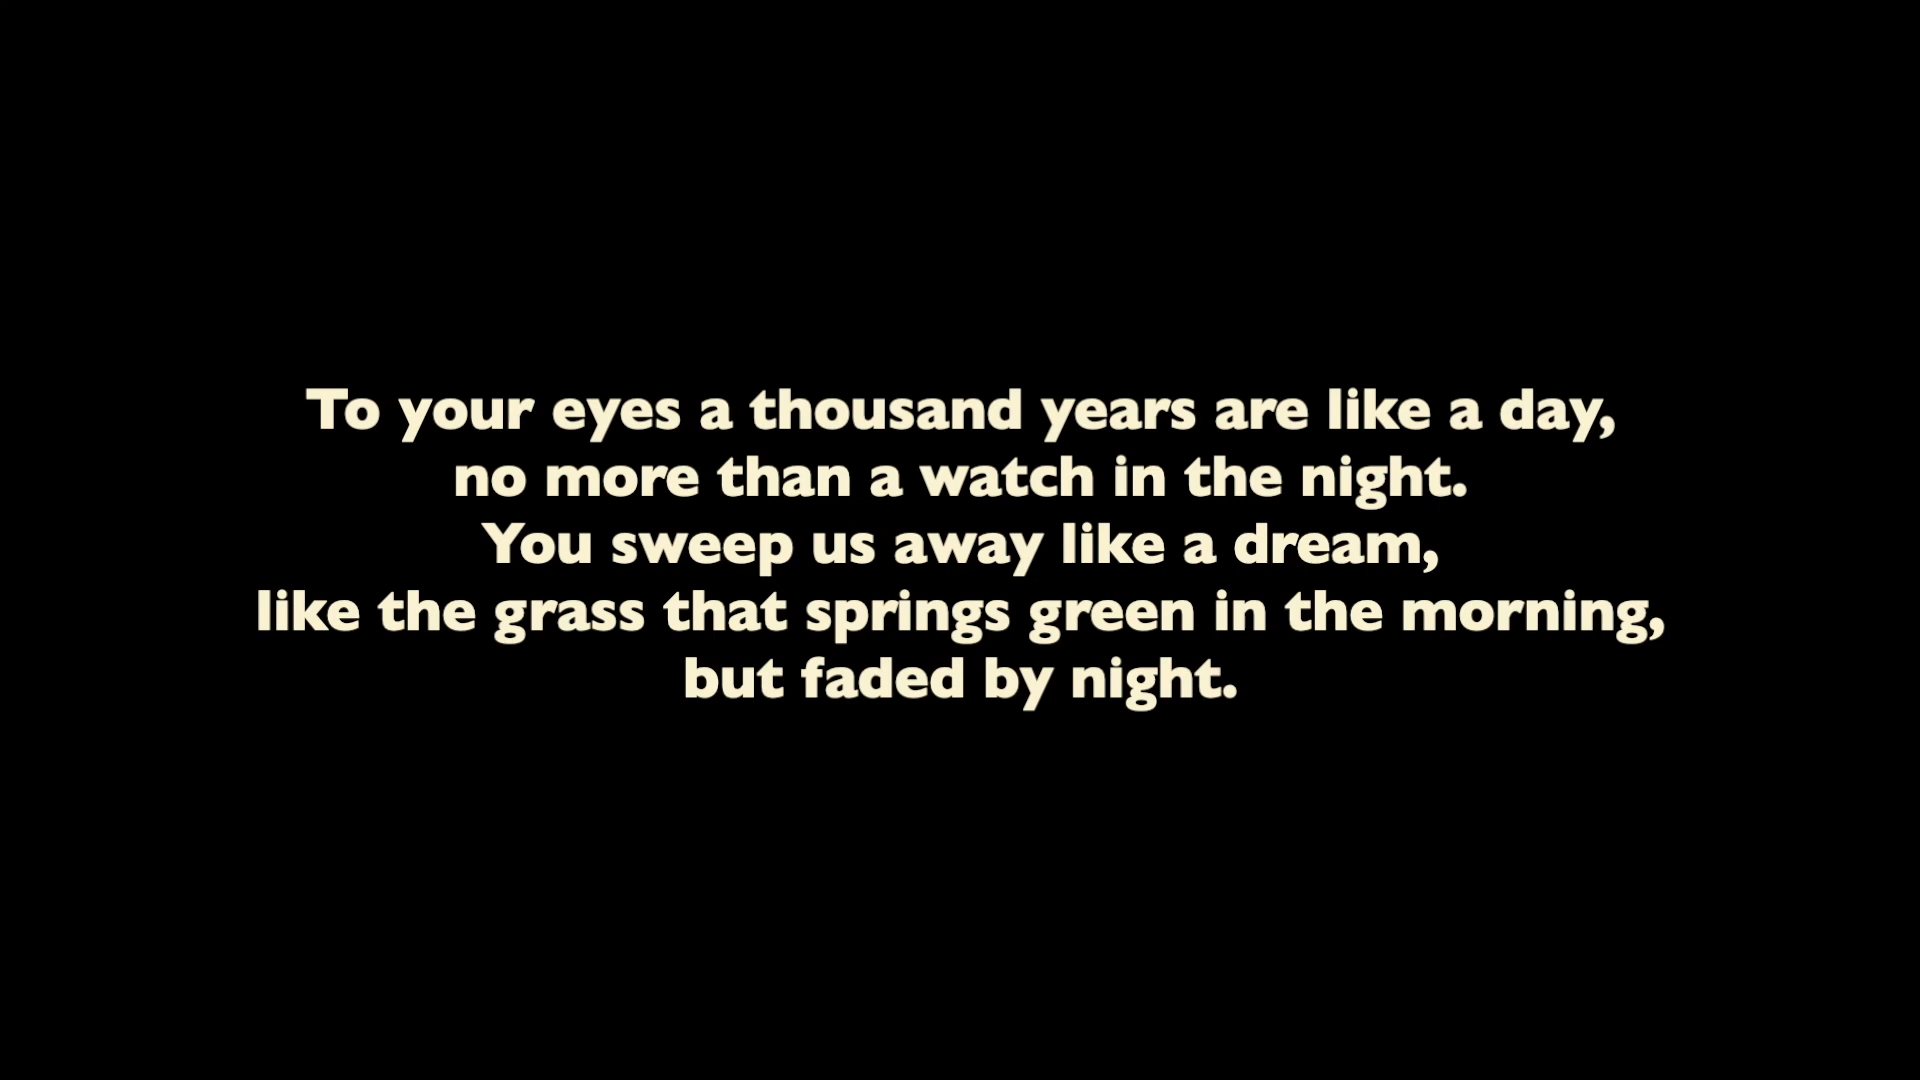 To your eyes a thousand years are like a day,
no more than a watch in the night.
You sweep us away like a dream,
like the grass that springs green in the morning,
but faded by night.